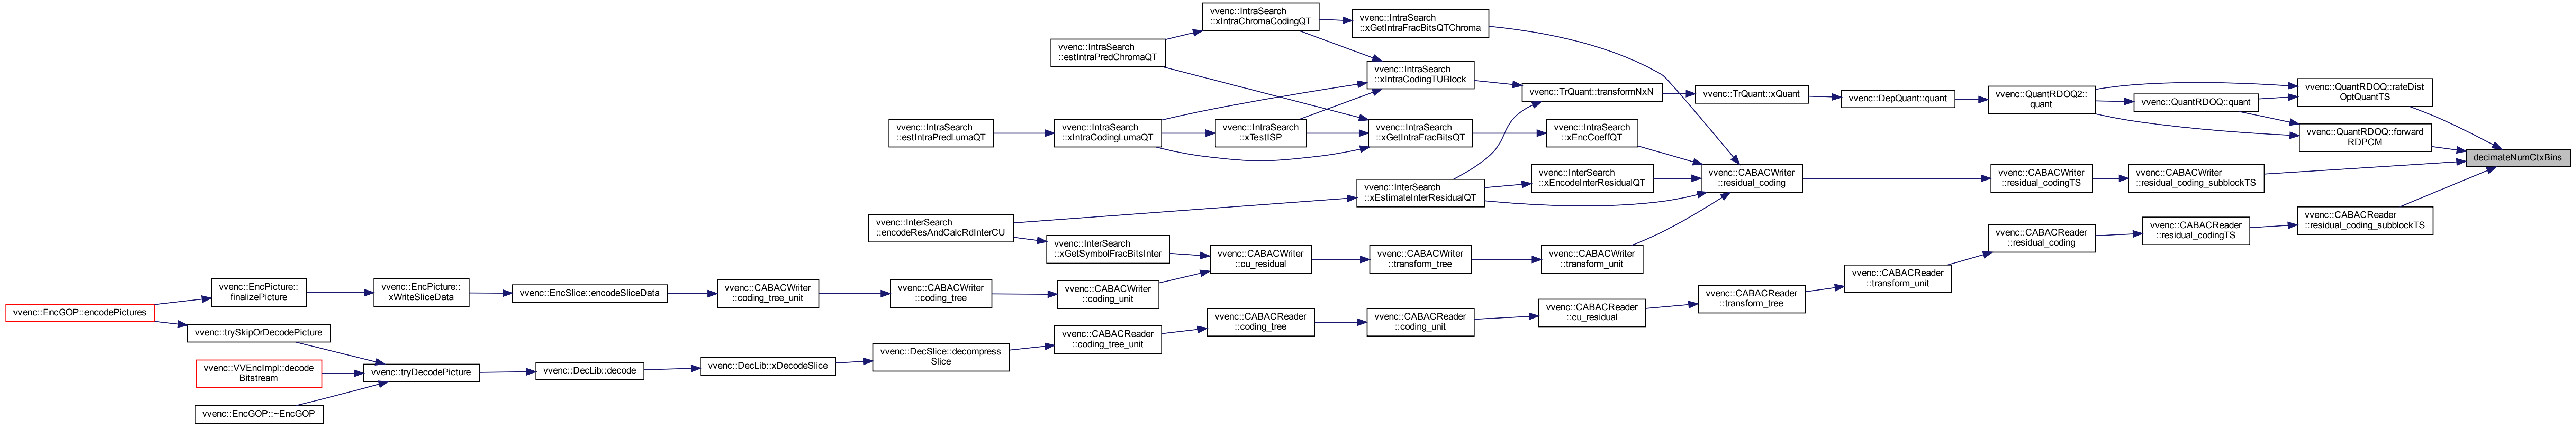 vvenc::EncGOP::encodePictures
vvenc::EncPicture::
finalizePicture
vvenc::trySkipOrDecodePicture
vvenc::VVEncImpl::decode
Bitstream
vvenc::EncGOP::~EncGOP
vvenc::EncPicture::
xWriteSliceData
vvenc::tryDecodePicture
vvenc::EncSlice::encodeSliceData
vvenc::DecLib::decode
vvenc::CABACWriter
::coding_tree_unit
vvenc::DecLib::xDecodeSlice
vvenc::IntraSearch
::estIntraPredLumaQT
vvenc::InterSearch
::encodeResAndCalcRdInterCU
vvenc::CABACWriter
::coding_tree
vvenc::DecSlice::decompress
Slice
vvenc::IntraSearch
::estIntraPredChromaQT
vvenc::IntraSearch
::xIntraCodingLumaQT
vvenc::InterSearch
::xGetSymbolFracBitsInter
vvenc::CABACWriter
::coding_unit
vvenc::CABACReader
::coding_tree_unit
vvenc::IntraSearch
::xIntraChromaCodingQT
vvenc::IntraSearch
::xTestISP
vvenc::CABACWriter
::cu_residual
vvenc::CABACReader
::coding_tree
vvenc::IntraSearch
::xGetIntraFracBitsQTChroma
vvenc::IntraSearch
::xIntraCodingTUBlock
vvenc::IntraSearch
::xGetIntraFracBitsQT
vvenc::InterSearch
::xEstimateInterResidualQT
vvenc::CABACWriter
::transform_tree
vvenc::CABACReader
::coding_unit
vvenc::TrQuant::transformNxN
vvenc::IntraSearch
::xEncCoeffQT
vvenc::InterSearch
::xEncodeInterResidualQT
vvenc::CABACWriter
::transform_unit
vvenc::CABACReader
::cu_residual
vvenc::TrQuant::xQuant
vvenc::CABACWriter
::residual_coding
vvenc::CABACReader
::transform_tree
vvenc::DepQuant::quant
vvenc::CABACReader
::transform_unit
vvenc::QuantRDOQ2::
quant
vvenc::CABACWriter
::residual_codingTS
vvenc::CABACReader
::residual_coding
vvenc::QuantRDOQ::quant
vvenc::CABACWriter
::residual_coding_subblockTS
vvenc::CABACReader
::residual_codingTS
vvenc::QuantRDOQ::rateDist
OptQuantTS
vvenc::QuantRDOQ::forward
RDPCM
vvenc::CABACReader
::residual_coding_subblockTS
decimateNumCtxBins